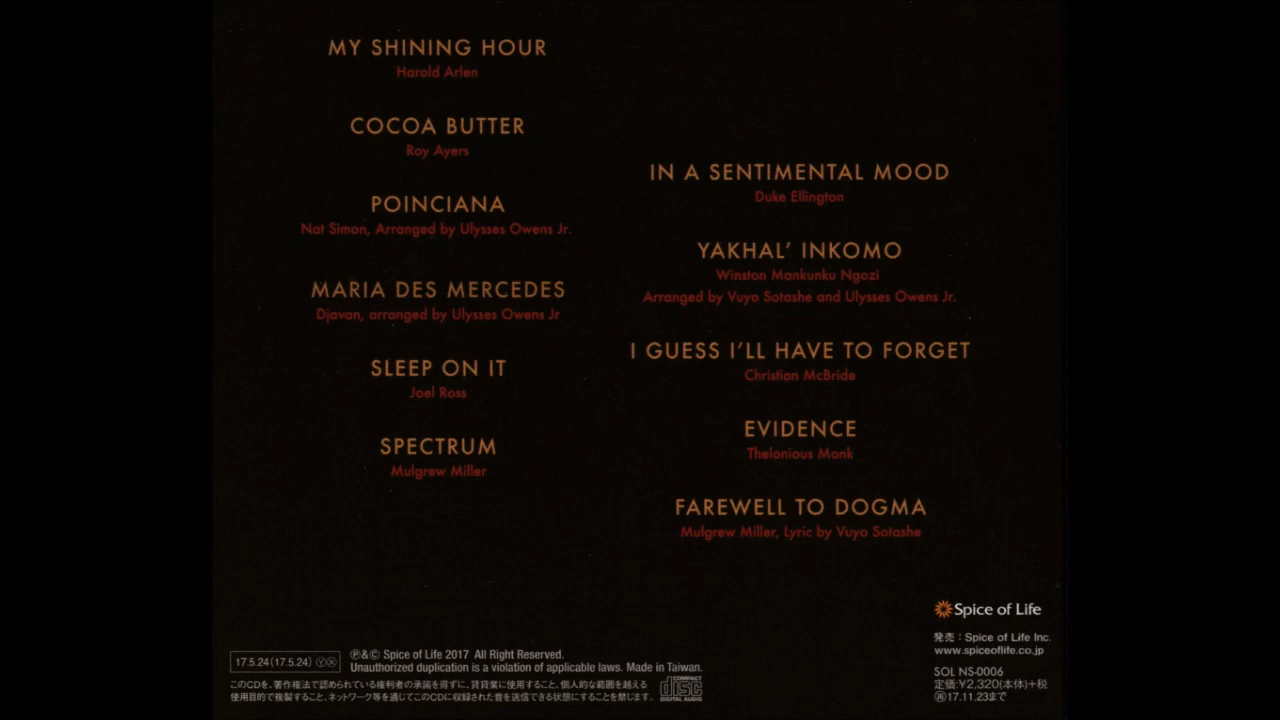 MY SHINING HOUR
Harold Arlen
COCOA BUTTER
Roy Ayers
POINCIANA
Nat Simon, Arranged by Ulysses Owens Jr.
MARIA DES MERCEDES
Djavan, arranged by Ulysses Owens Jr
SLEEP ON IT
Joel Ross
SPECTRUM
Mulgrew Miller
IN A SENTIMENTAL MOOD
Duke Ellington
YAKHAL’ INKOMO
Winston Mankunku Ngozi
Arranged by Vuyo Sotashe and Ulysses Owens Jr.
I GUESS I’LL HAVE TO FORGET
Christian McBride
EVIDENCE
Thelonious Monk
FAREWELL TO DOGMA
Mulgrew Miller, Lyric by Vuyo Sotashe
Spice of Life
発売：Spice of Life Inc.
www.spiceoflife.co.jp
SOL NS-0006
定価:¥2,320(本体)+税
Ⓡ17.11.23まで
17.5.24(17.5.24) ⓎⓍ
Ⓟ&© Spice of Life 2017 All Right Reserved.
Unauthorized duplication is a violation of applicable laws. Made in Taiwan.
このCDを、著作権法で認められている権利者の承諾を得ずに、賃貸業に使用すること、個人的な範囲を越える
使用目的で複製すること、ネットワーク等を通じてこのCDに収録された音を送信できる状態にすることを禁じます。
COMPACT
disc
DIGITAL AUDIO